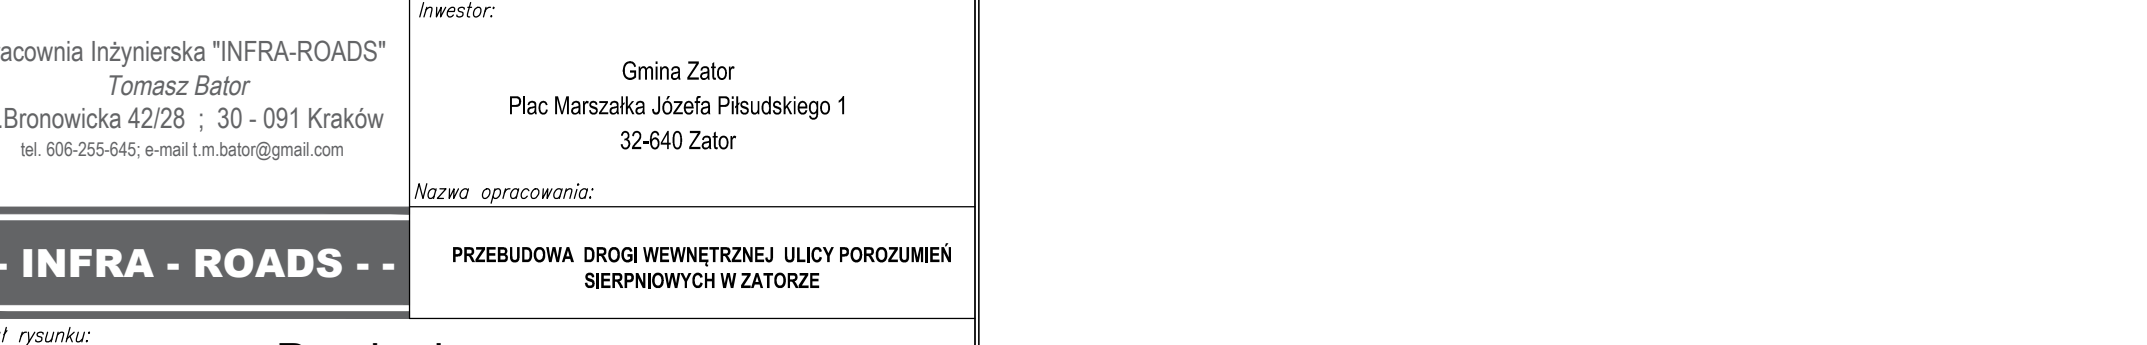 Inwestor:
Inżynierska "INFRA-ROADS"
Tomasz Bator
Bronowicka 42/28 ; 30 - 091 Kraków
tel. 606-255-645; e-mail t.m.bator@gmail.com
Gmina Zator
Plac Marszałka Józefa Piłsudskiego 1
32-640 Zator
Nazwa opracowania:
- INFRA - ROADS - -
PRZEBUDOWA DROGI WEWNĘTRZNEJ ULICY POROZUMIEŃ
SIERPNIOWYCH W ZATORZE
rysunku: